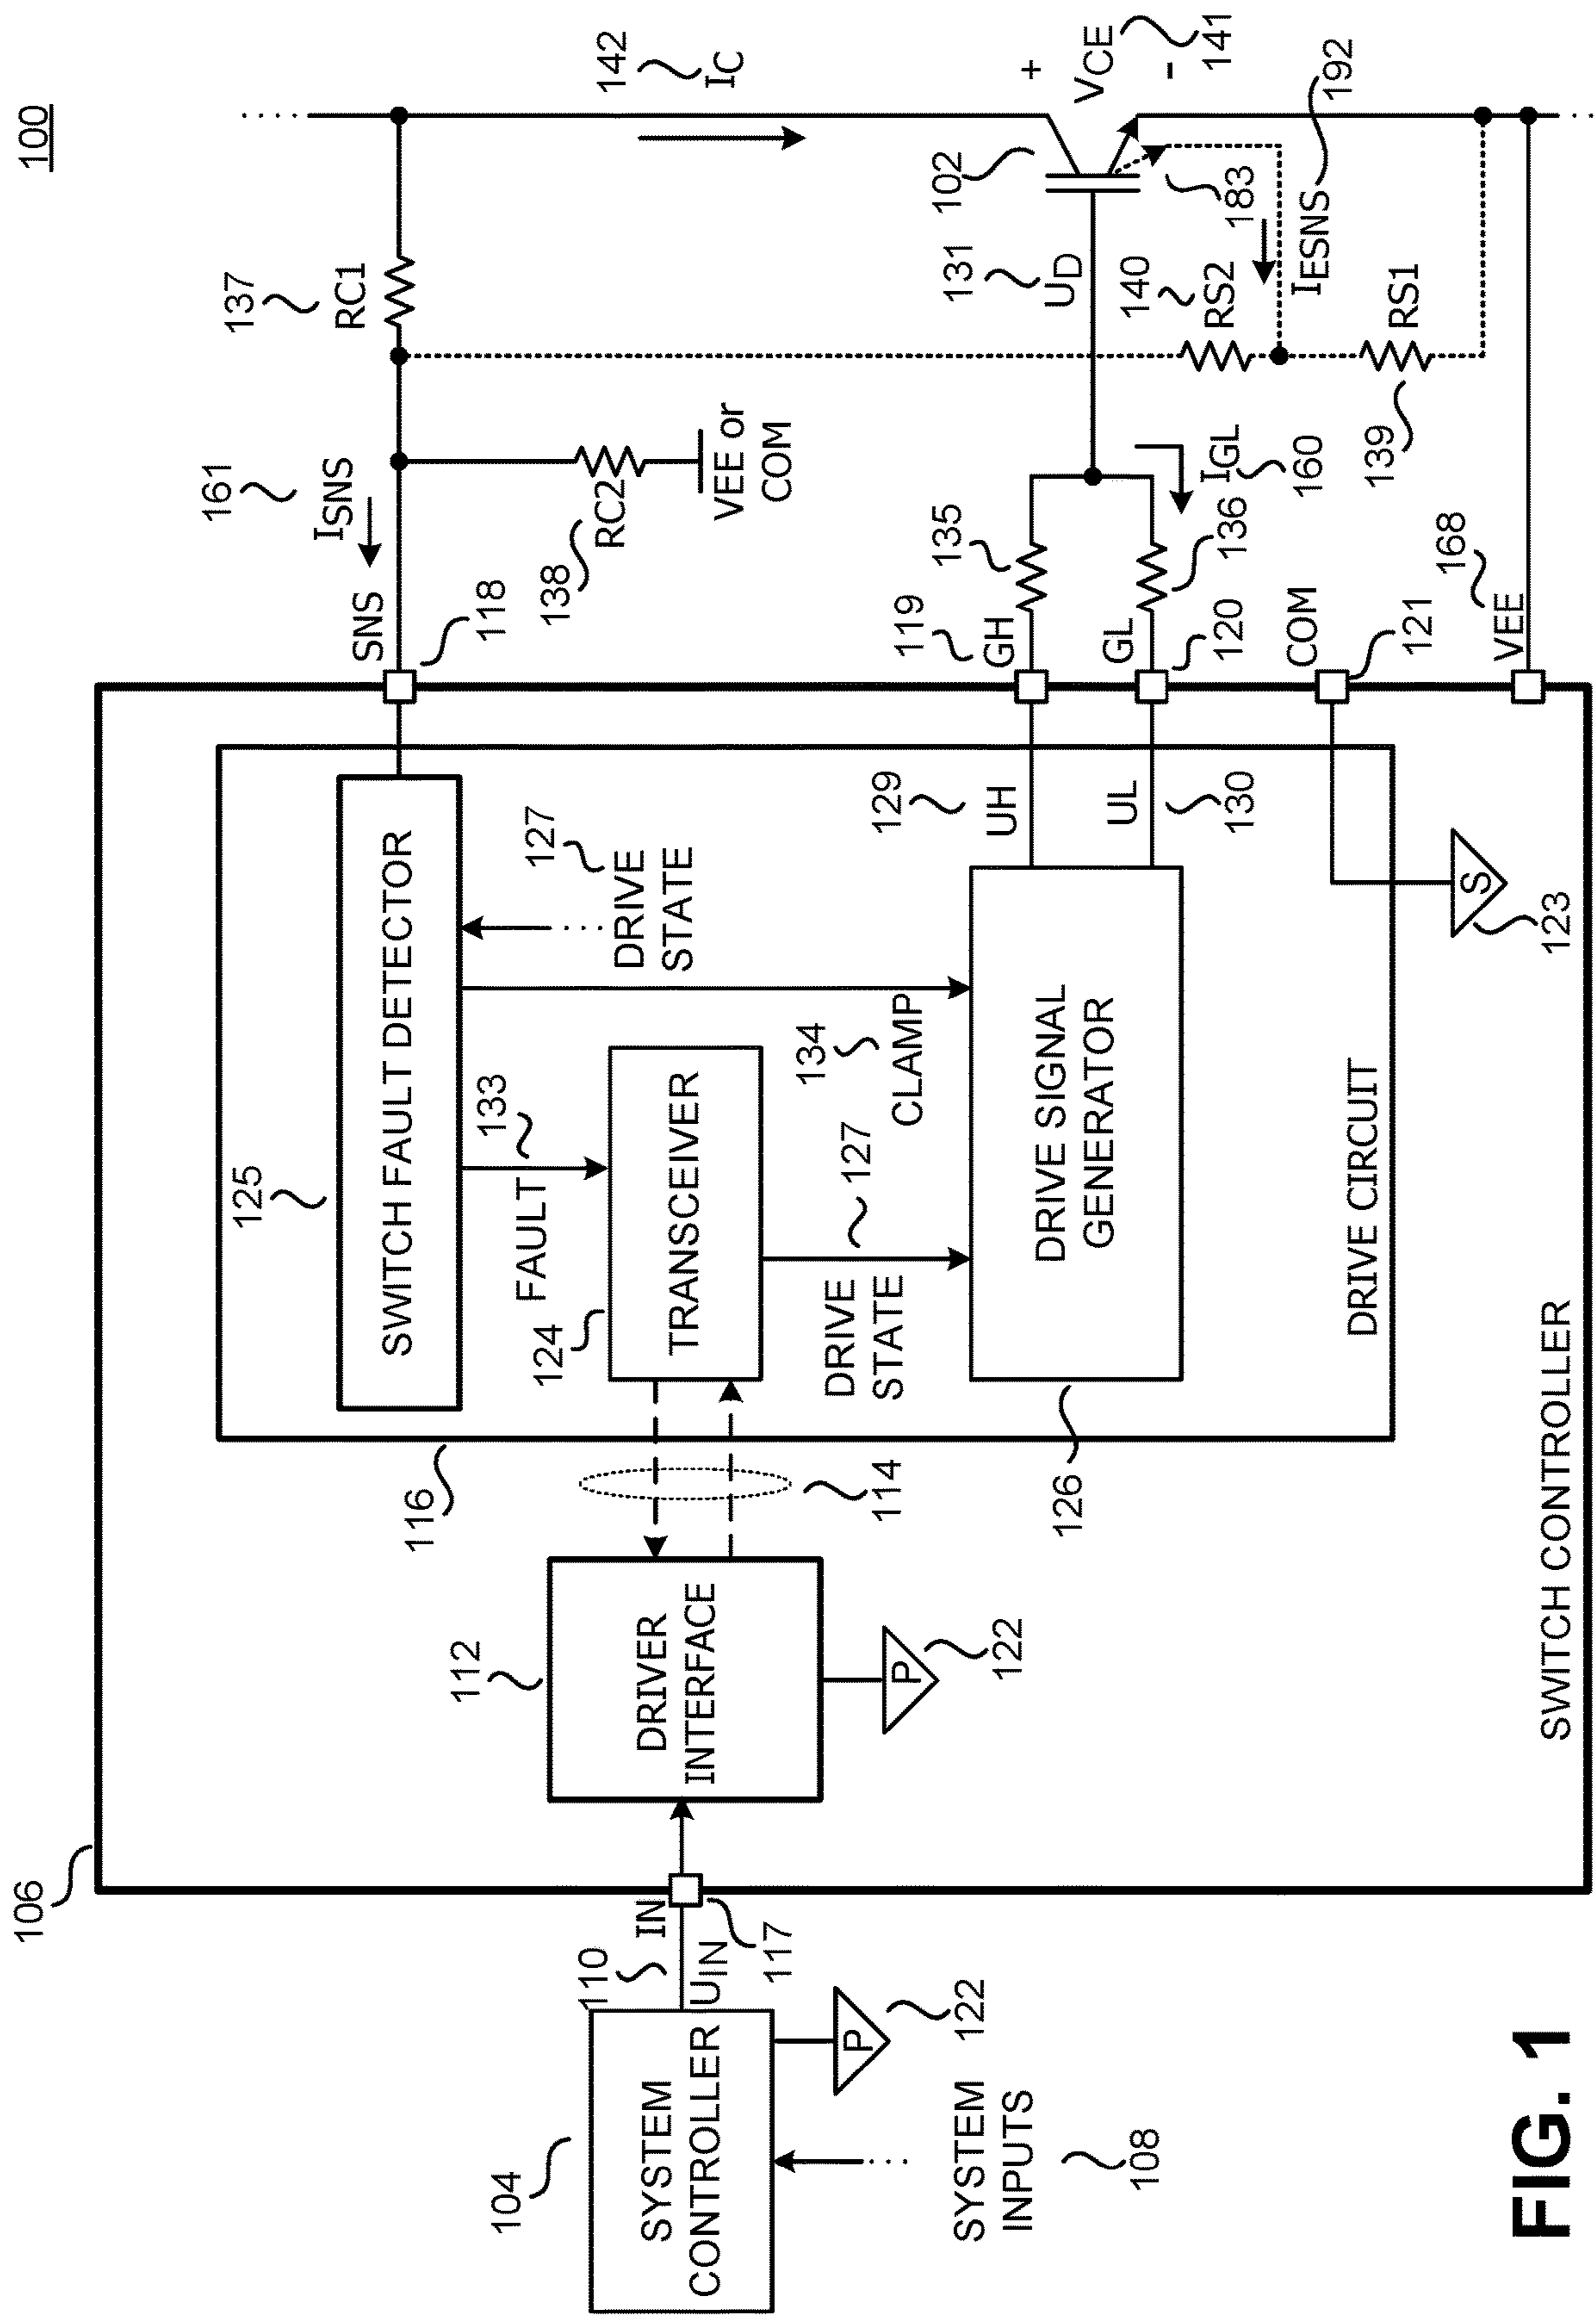 100
106
116
125
SWITCH FAULT DETECTOR
161
ISNS
SNS
118
137
RC1
142
IC
138
RC2
VEE or
COM
133
FAULT
127
DRIVE
STATE
124
TRANSCEIVER
134
CLAMP
127
DRIVE
STATE
114
112
DRIVER
INTERFACE
P
122
104
SYSTEM
CONTROLLER
110
IN
UIN
117
P
122
SYSTEM
INPUTS
108
126
DRIVE SIGNAL
GENERATOR
129
UH
UL
130
119
GH
GL
120
135
136
IGL
160
131
UD
102
+
VCE
-
141
183
140
RS2
IESNS
192
RS1
139
COM
121
168
VEE
S
123
DRIVE CIRCUIT
SWITCH CONTROLLER
FIG. 1